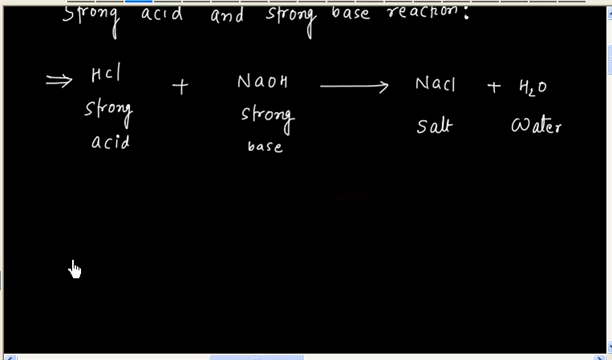 Strong acid and strong base reaction:
⇒ HCl + NaOH → NaCl + H₂O
strong strong Salt Water
acid base